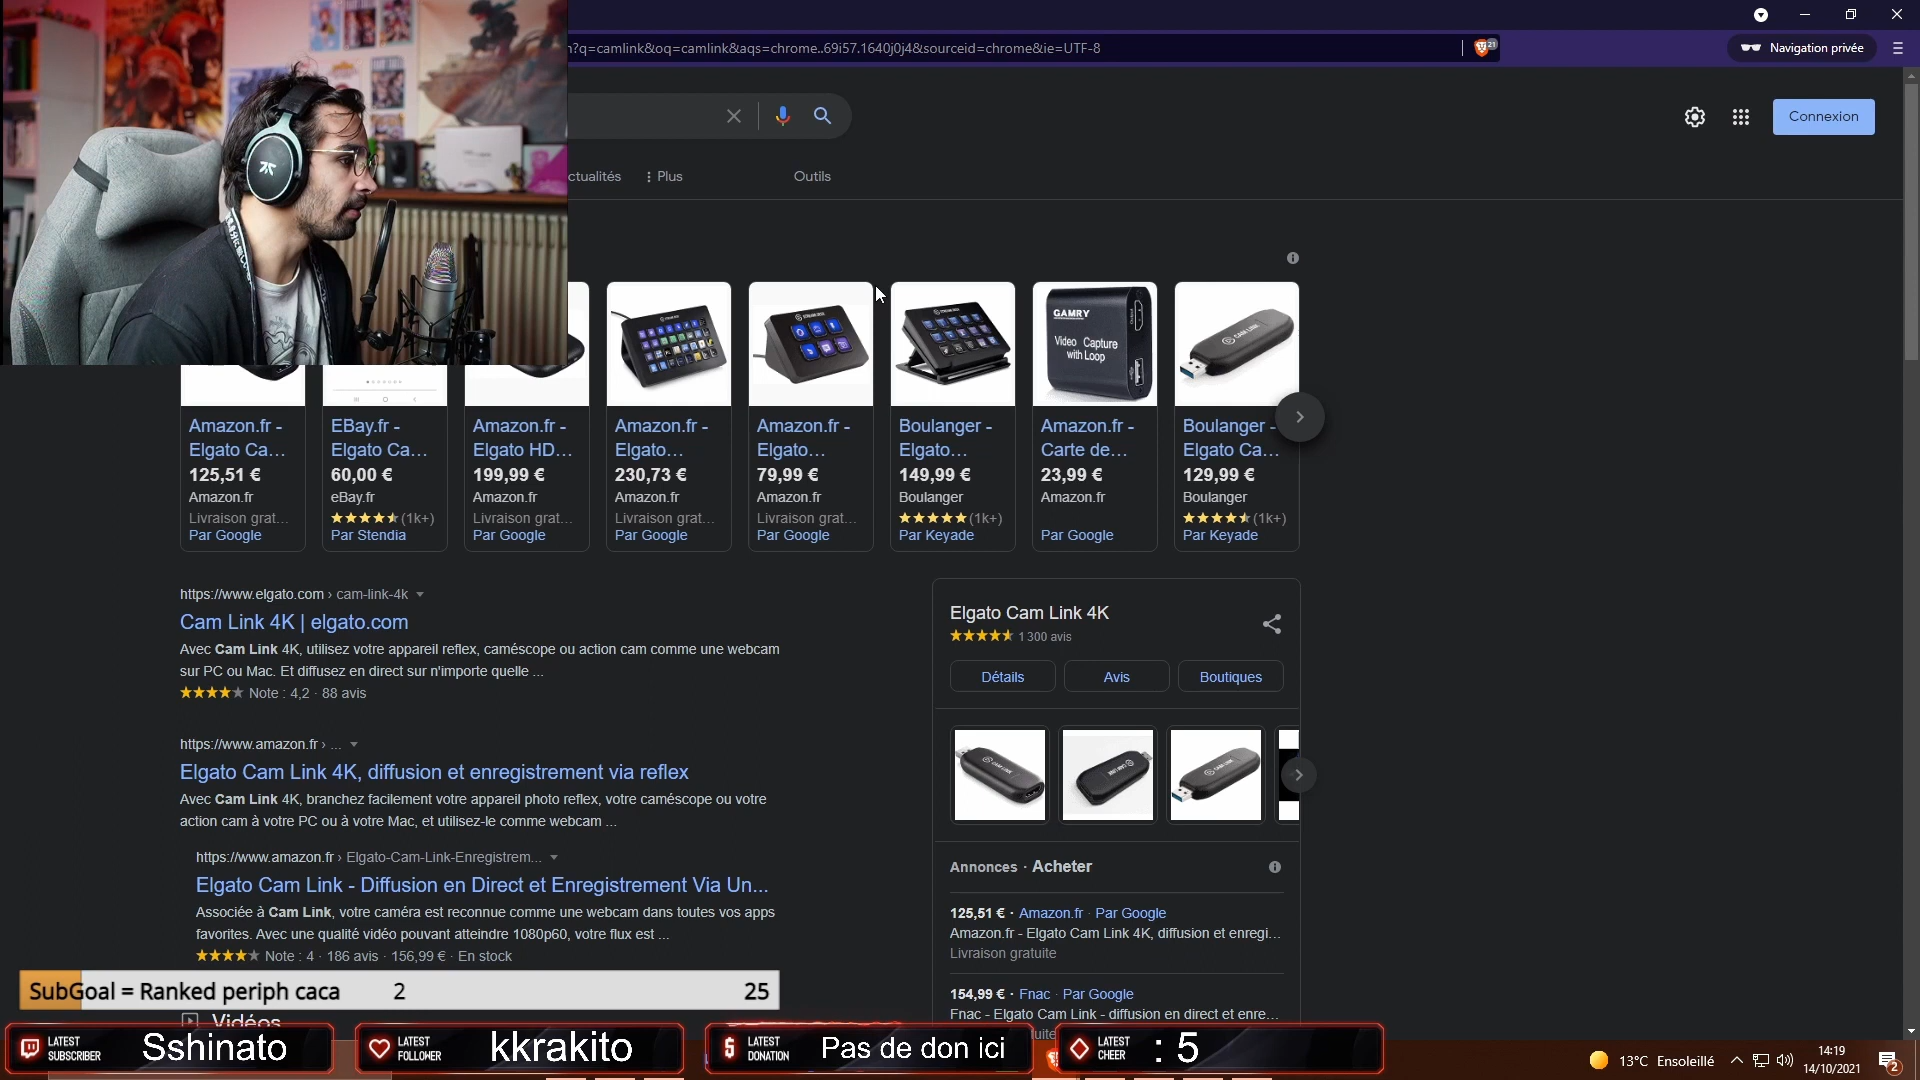 n?q=camlink&oq=camlink&aqs=chrome..69i57.1640j0j4&sourceid=chrome&ie=UTF-8
21
Navigation privée
Connexion
ctualités
Plus
Outils
GAMRY
Video Capture
with Loop
CAM LINK
Amazon.fr -
Elgato Ca...
125,51 €
Amazon.fr
Livraison grat...
Par Google
EBay.fr -
Elgato Ca...
60,00 €
eBay.fr
(1k+)
Par Stendia
Amazon.fr -
Elgato HD...
199,99 €
Amazon.fr
Livraison grat...
Par Google
Amazon.fr -
Elgato...
230,73 €
Amazon.fr
Livraison grat...
Par Google
Amazon.fr -
Elgato...
79,99 €
Amazon.fr
Livraison grat...
Par Google
Boulanger -
Elgato...
149,99 €
Boulanger
(1k+)
Par Keyade
Amazon.fr -
Carte de...
23,99 €
Amazon.fr
Par Google
Boulanger -
Elgato Ca...
129,99 €
Boulanger
(1k+)
Par Keyade
https://www.elgato.com › cam-link-4k
Cam Link 4K | elgato.com
Avec Cam Link 4K, utilisez votre appareil reflex, caméscope ou action cam comme une webcam
sur PC ou Mac. Et diffusez en direct sur n'importe quelle ...
Note : 4,2 · 88 avis
https://www.amazon.fr › ...
Elgato Cam Link 4K, diffusion et enregistrement via reflex
Avec Cam Link 4K, branchez facilement votre appareil photo reflex, votre caméscope ou votre
action cam à votre PC ou à votre Mac, et utilisez-le comme webcam ...
https://www.amazon.fr › Elgato-Cam-Link-Enregistrem...
Elgato Cam Link - Diffusion en Direct et Enregistrement Via Un...
Associée à Cam Link, votre caméra est reconnue comme une webcam dans toutes vos apps
favorites. Avec une qualité vidéo pouvant atteindre 1080p60, votre flux est ...
Note : 4 · 186 avis · 156,99 € · En stock
Vidéos
Elgato Cam Link 4K
1 300 avis
Détails
Avis
Boutiques
Annonces · Acheter
125,51 € · Amazon.fr · Par Google
Amazon.fr - Elgato Cam Link 4K, diffusion et enregi...
Livraison gratuite
154,99 € · Fnac · Par Google
Fnac - Elgato Cam Link - diffusion en direct et enre...
SubGoal = Ranked periph caca 2 25
LATEST
SUBSCRIBER
Sshinato
LATEST
FOLLOWER
kkrakito
LATEST
DONATION
Pas de don ici
LATEST
CHEER
: 5
13°C Ensoleillé
14:19
14/10/2021
2